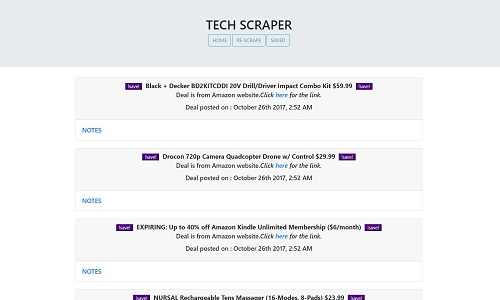 TECH SCRAPER
HOME RE-SCRAPE SAVED
!save! Black + Decker BD2KITCDDI 20V Drill/Driver Impact Combo Kit $59.99 !save!
Deal is from Amazon website.Click here for the link.
Deal posted on : October 26th 2017, 2:52 AM
NOTES
!save! Drocon 720p Camera Quadcopter Drone w/ Control $29.99 !save!
Deal is from Amazon website.Click here for the link.
Deal posted on : October 26th 2017, 2:52 AM
NOTES
!save! EXPIRING: Up to 40% off Amazon Kindle Unlimited Membership ($6/month) !save!
Deal is from Amazon website.Click here for the link.
Deal posted on : October 26th 2017, 2:52 AM
NOTES
!save! NURSAL Rechargeable Tens Massager (16-Modes, 8-Pads) $23.99 !save!